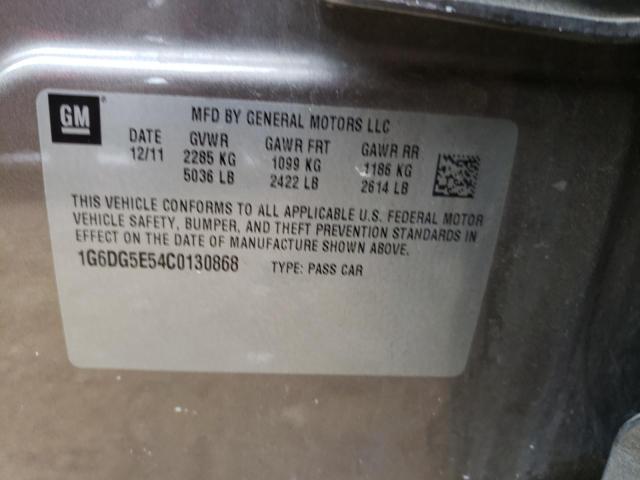 GM® MFD BY GENERAL MOTORS LLC
DATE GVWR GAWR FRT GAWR RR
12/11 2285 KG 1099 KG 1186 KG
5036 LB 2422 LB 2614 LB
THIS VEHICLE CONFORMS TO ALL APPLICABLE U.S. FEDERAL MOTOR
VEHICLE SAFETY, BUMPER, AND THEFT PREVENTION STANDARDS IN
EFFECT ON THE DATE OF MANUFACTURE SHOWN ABOVE.
1G6DG5E54C0130868 TYPE: PASS CAR